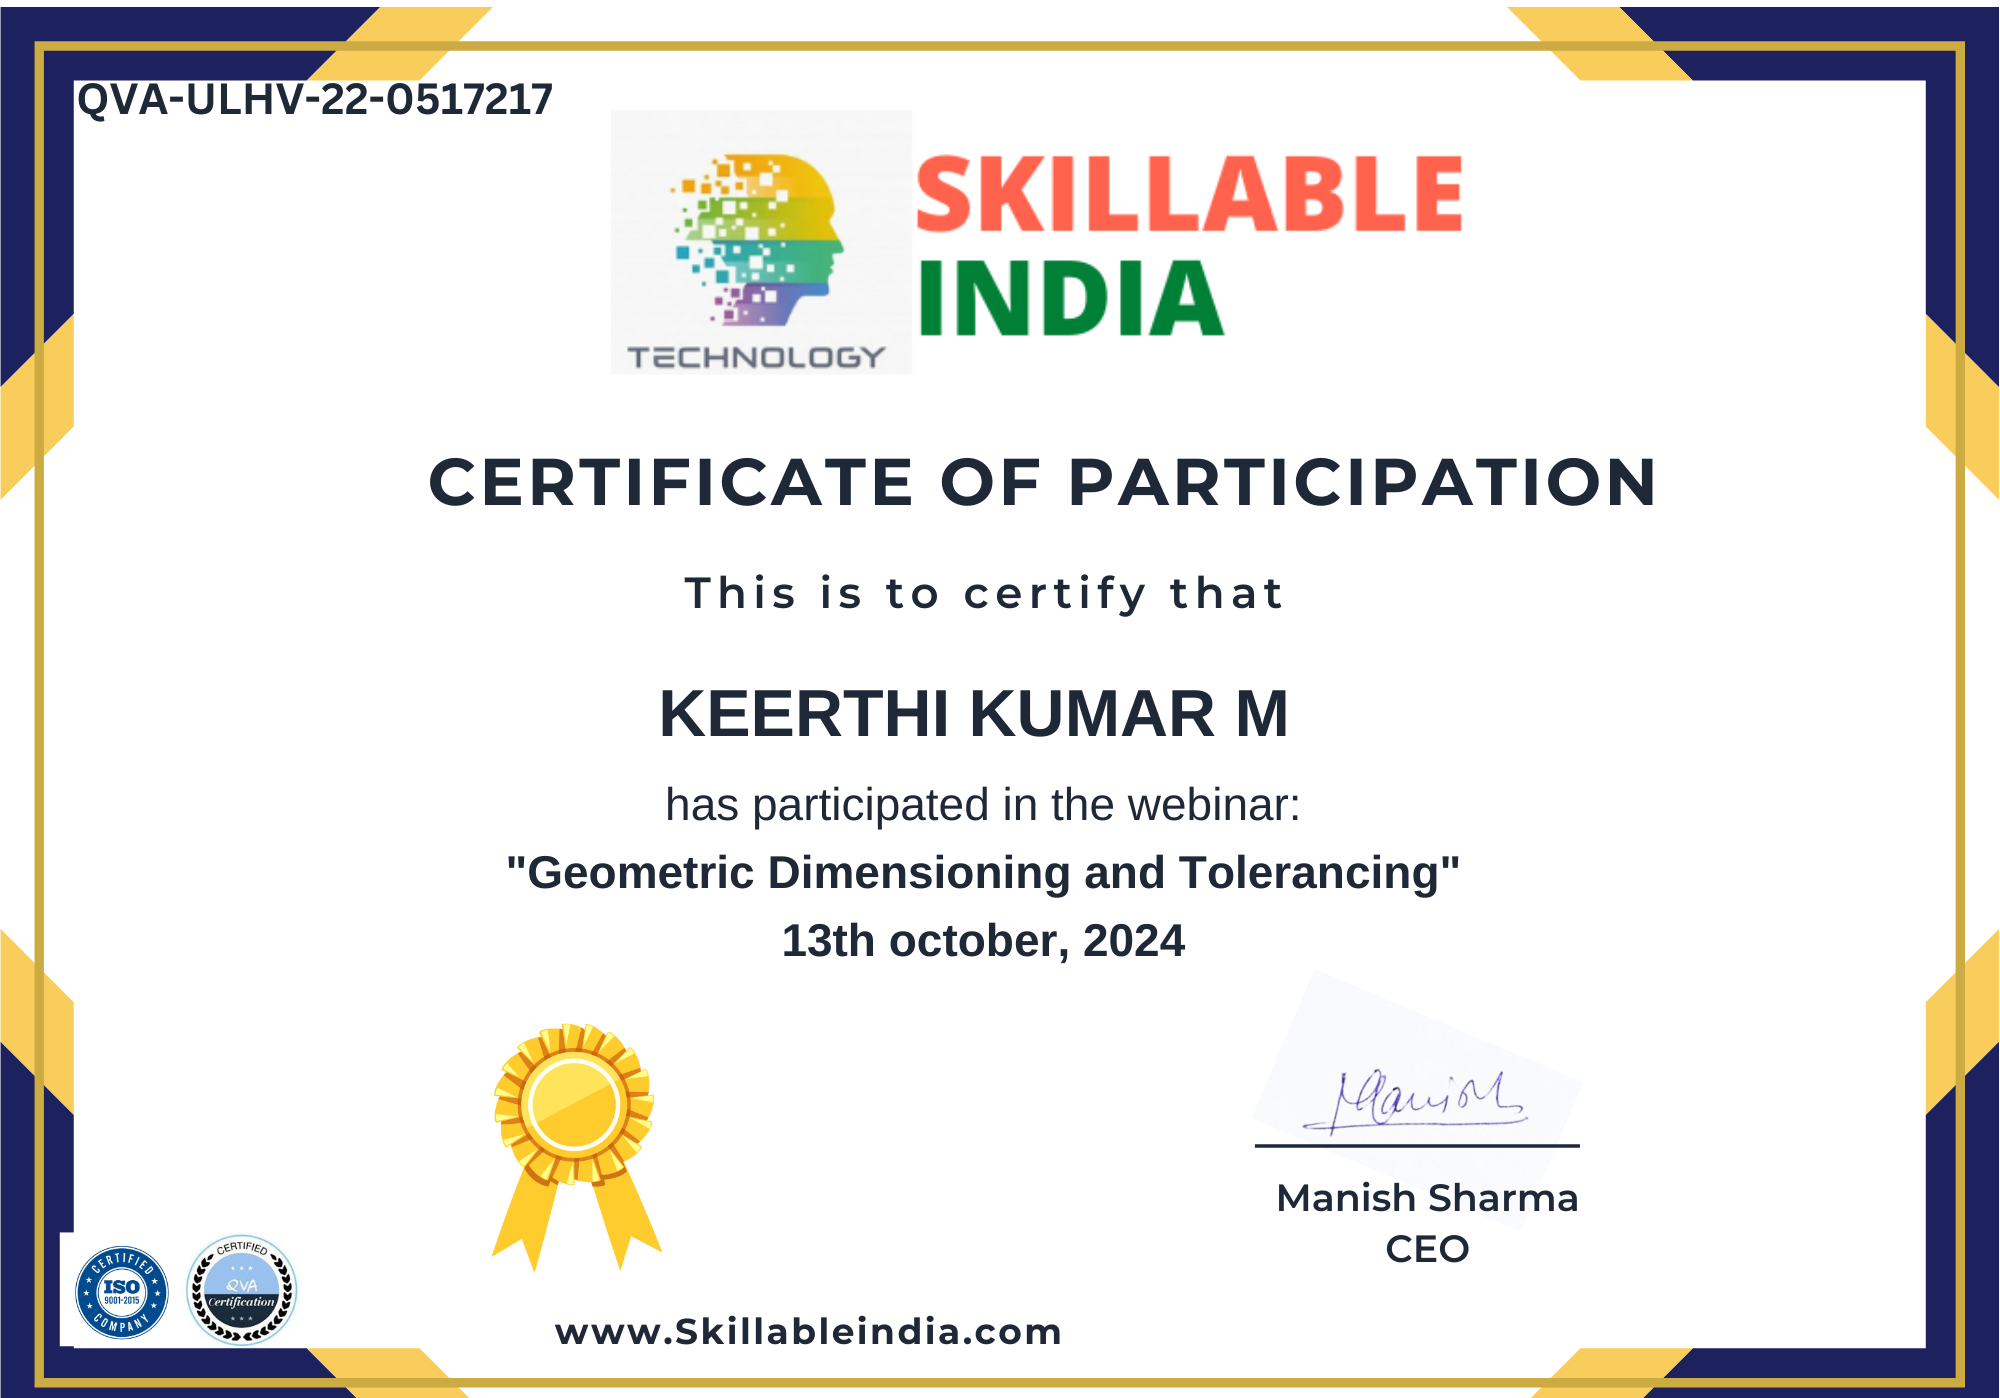 QVA-ULHV-22-0517217
SKILLABLE
INDIA
TECHNOLOGY
CERTIFICATE OF PARTICIPATION
This is to certify that
KEERTHI KUMAR M
has participated in the webinar:
"Geometric Dimensioning and Tolerancing"
13th october, 2024
Manish
Manish Sharma
CEO
CERTIFIED
ISO
9001-2015
COMPANY
CERTIFIED
QVA
Certification
www.Skillableindia.com